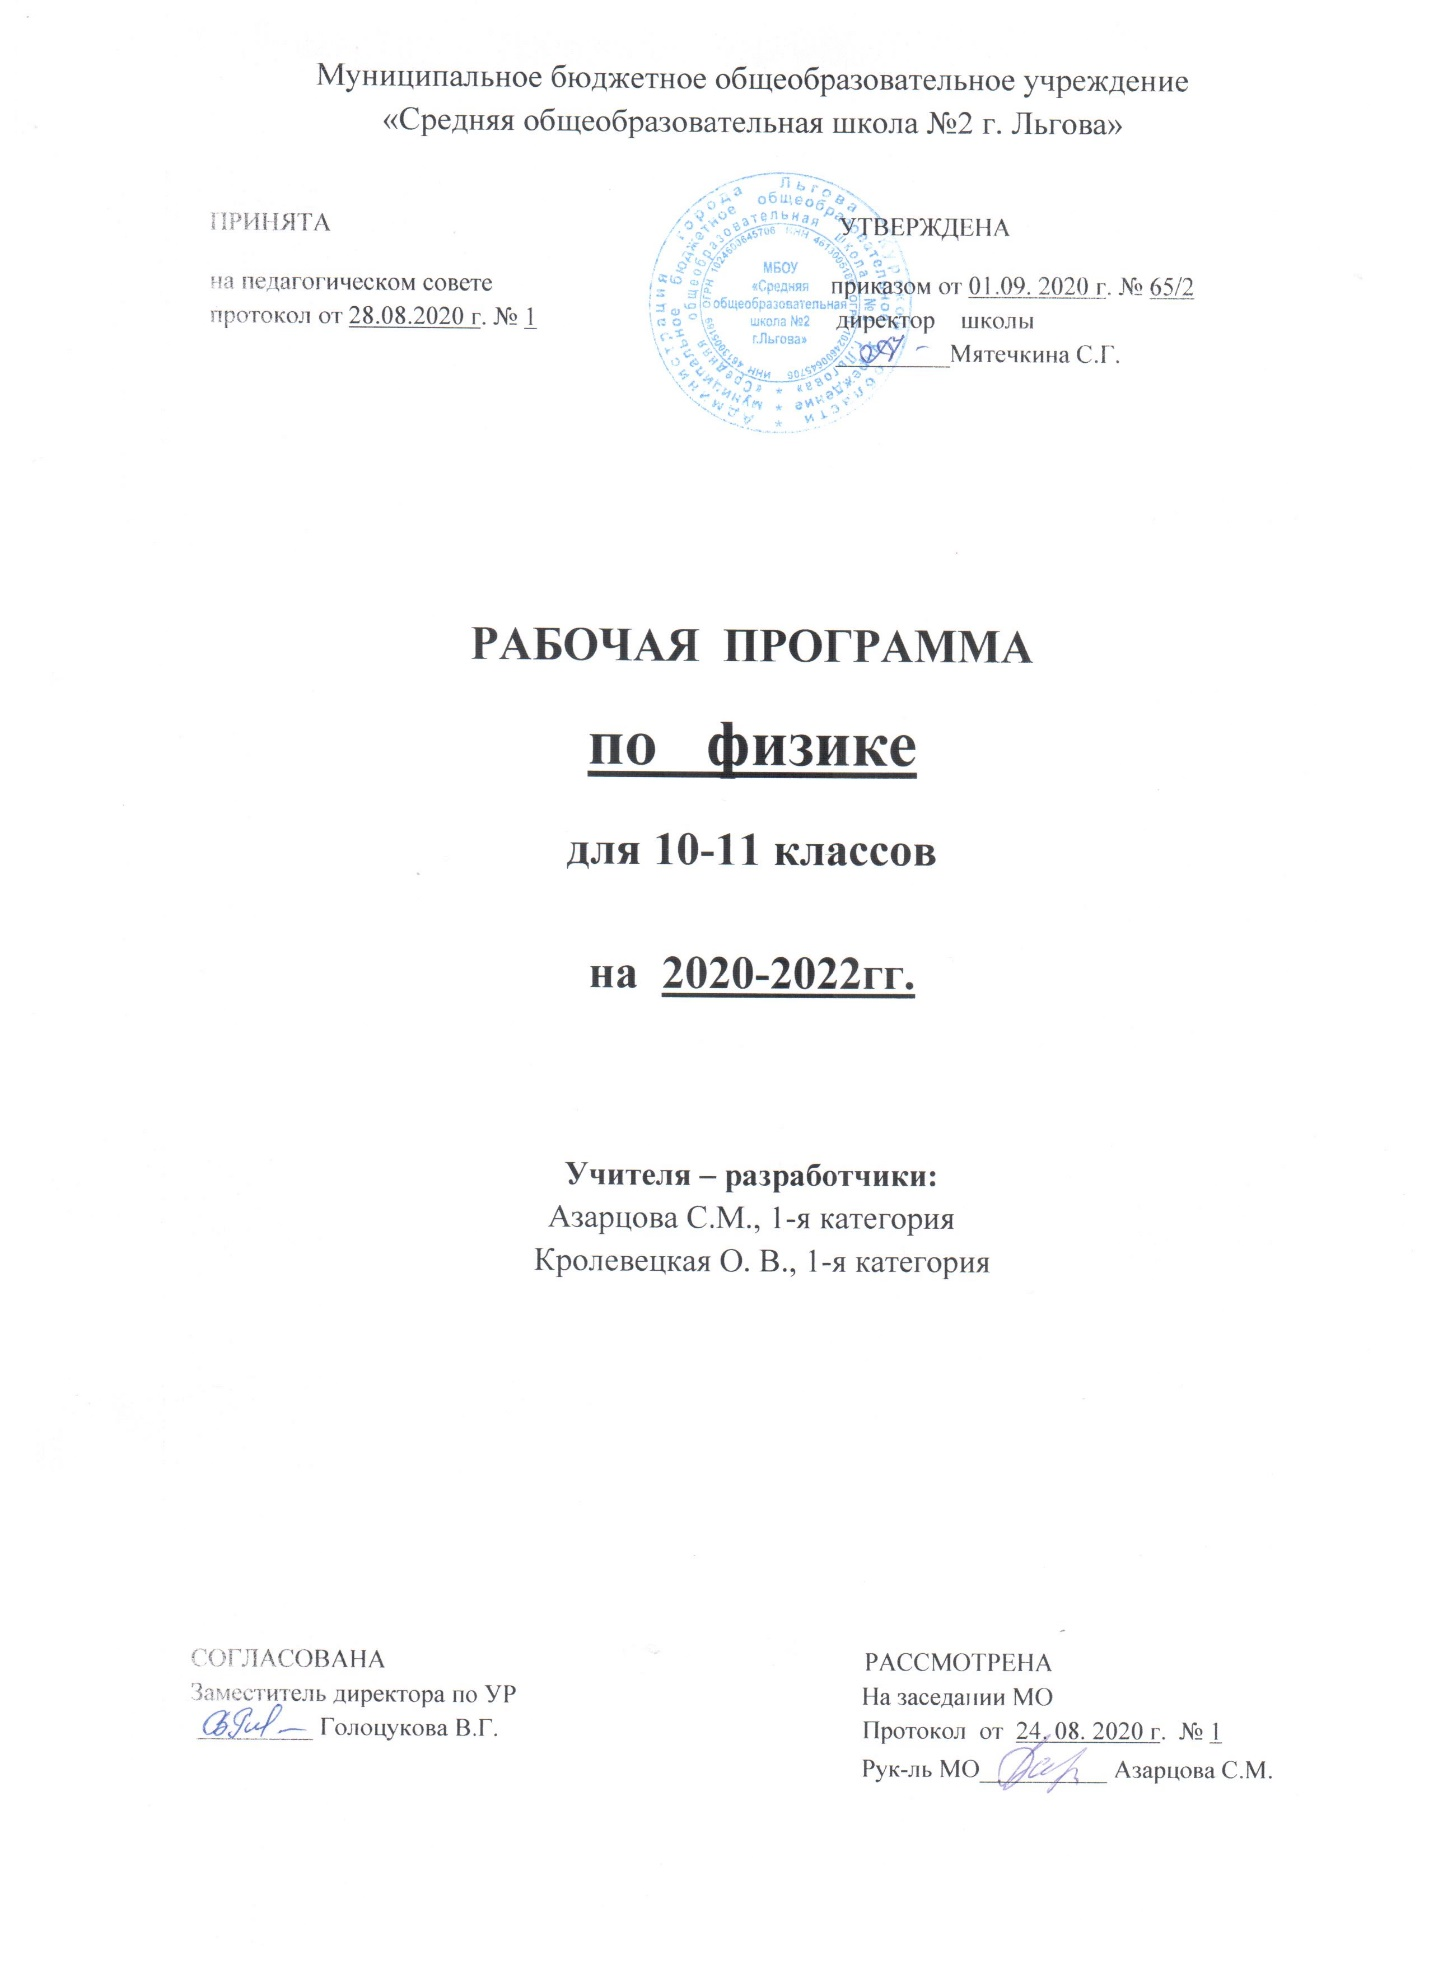 Муниципальное бюджетное общеобразовательное учреждение
«Средняя общеобразовательная школа №2 г. Льгова»
ПРИНЯТА
на педагогическом совете
протокол от 28.08.2020 г. № 1
УТВЕРЖДЕНА
приказом от 01.09. 2020 г. № 65/2
директор школы
Мятечкина С.Г.
МБОУ
«Средняя
общеобразовательная
школа №2
г.Льгова»
РАБОЧАЯ ПРОГРАММА
по физике
для 10-11 классов
на 2020-2022гг.
Учителя – разработчики:
Азарцова С.М., 1-я категория
Кролевецкая О. В., 1-я категория
СОГЛАСОВАНА
Заместитель директора по УР
Голоцукова В.Г.
РАССМОТРЕНА
На заседании МО
Протокол от 24. 08. 2020 г. № 1
Рук-ль МО__________ Азарцова С.М.